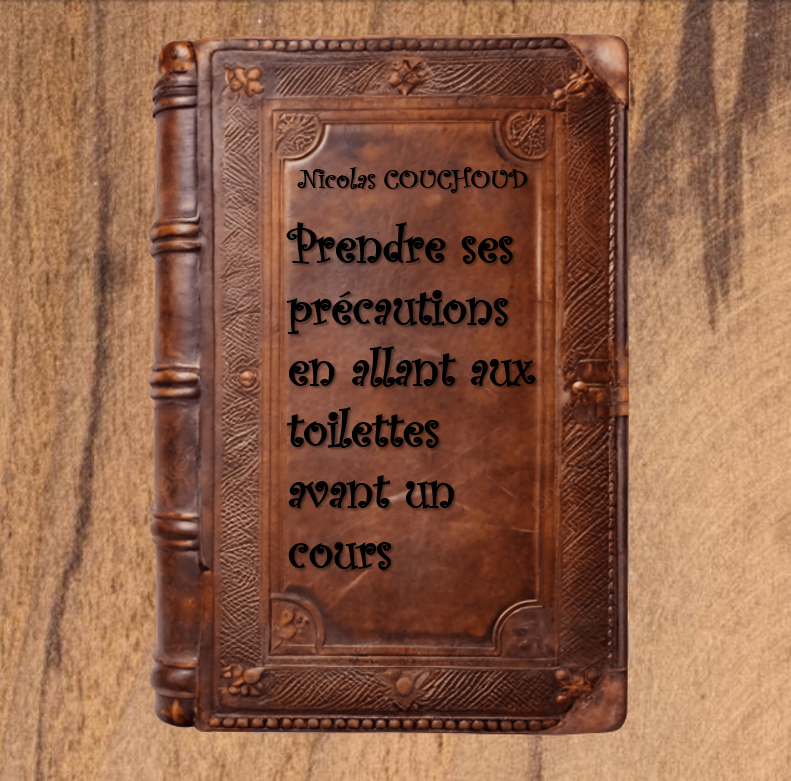 Nicolas COUCHOUD
Prendre ses
précautions
en allant aux
toilettes
avant un
cours